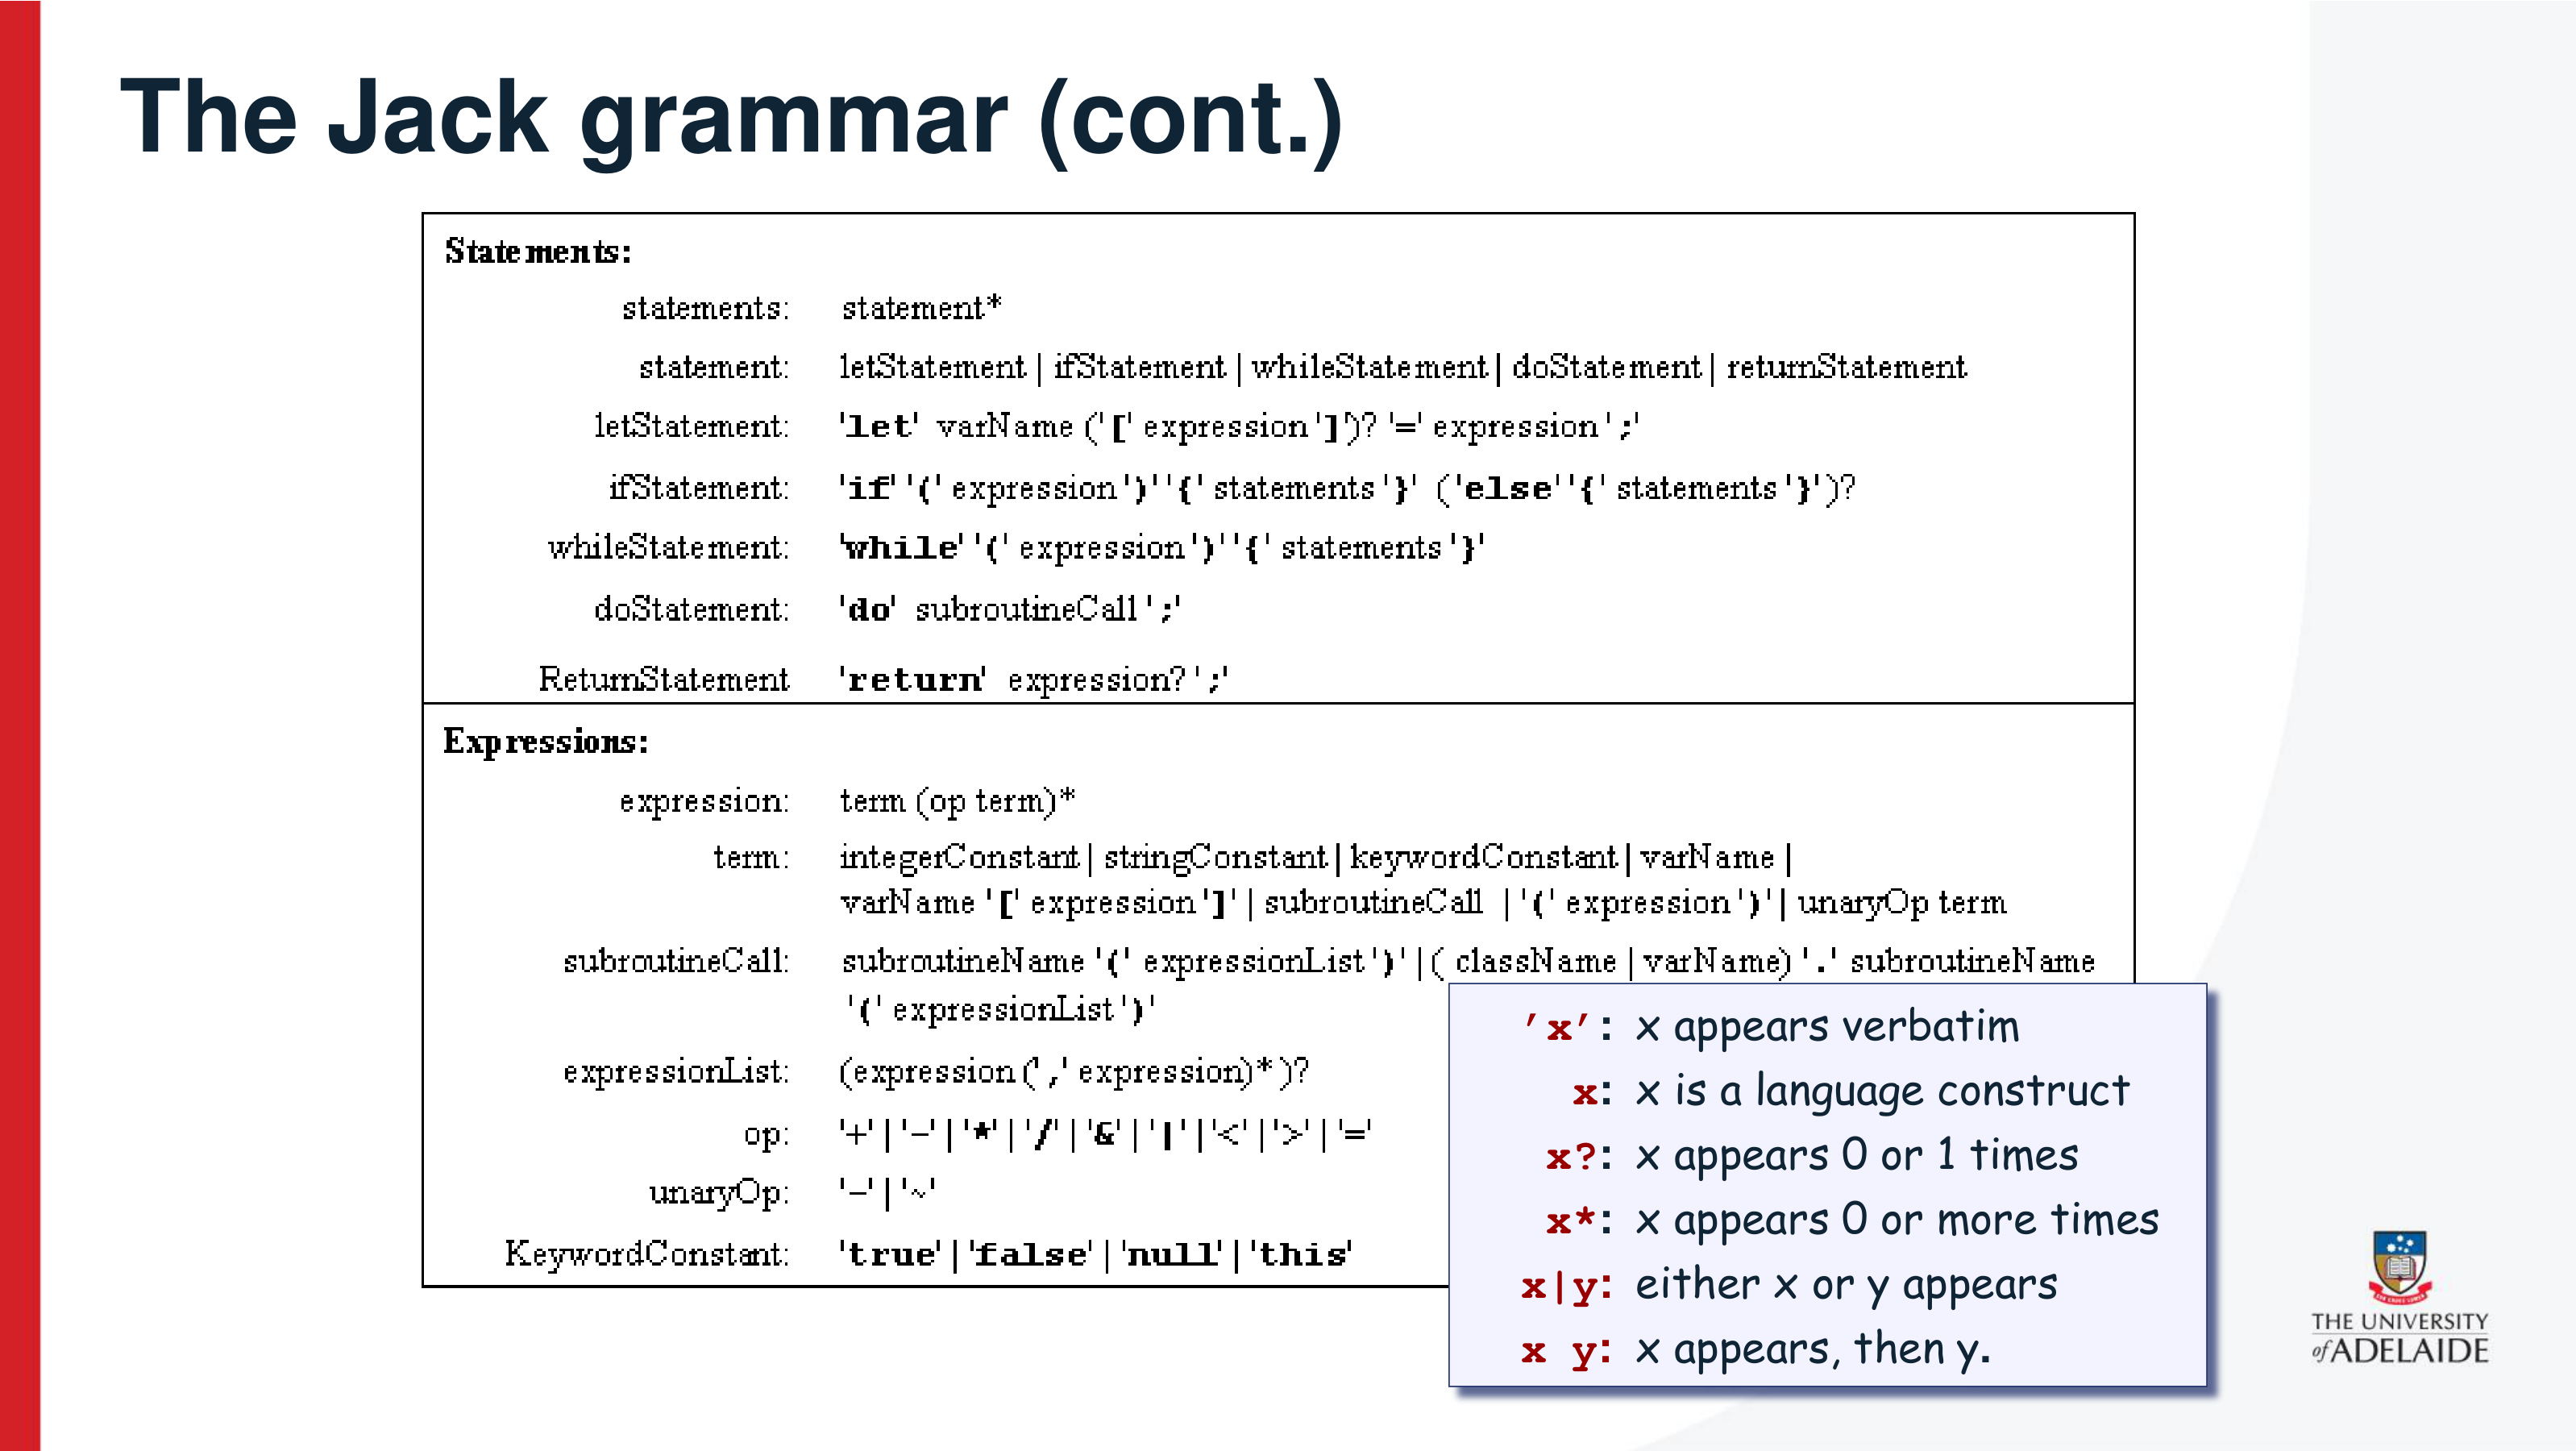 The Jack grammar (cont.)
Statements:
statements: statement*
statement: letStatement | ifStatement | whileStatement | doStatement | returnStatement
letStatement: 'let' varName ('[' expression ']')? '=' expression ';'
ifStatement: 'if' '(' expression ')' '{' statements '}' ('else' '{' statements '}')?
whileStatement: 'while' '(' expression ')' '{' statements '}'
doStatement: 'do' subroutineCall ';'
ReturnStatement 'return' expression? ';'
Expressions:
expression: term (op term)*
term: integerConstant | stringConstant | keywordConstant | varName |
varName '[' expression ']' | subroutineCall | '(' expression ')' | unaryOp term
subroutineCall: subroutineName '(' expressionList ')' | ( className | varName) '.' subroutineName
'(' expressionList ')'
expressionList: (expression (',' expression)* )?
op: '+' | '-' | '*' | '/' | '&' | '|' | '<' | '>' | '='
unaryOp: '-' | '~'
KeywordConstant: 'true' | 'false' | 'null' | 'this'
'x': x appears verbatim
x: x is a language construct
x?: x appears 0 or 1 times
x*: x appears 0 or more times
x|y: either x or y appears
x y: x appears, then y.
THE UNIVERSITY
of ADELAIDE